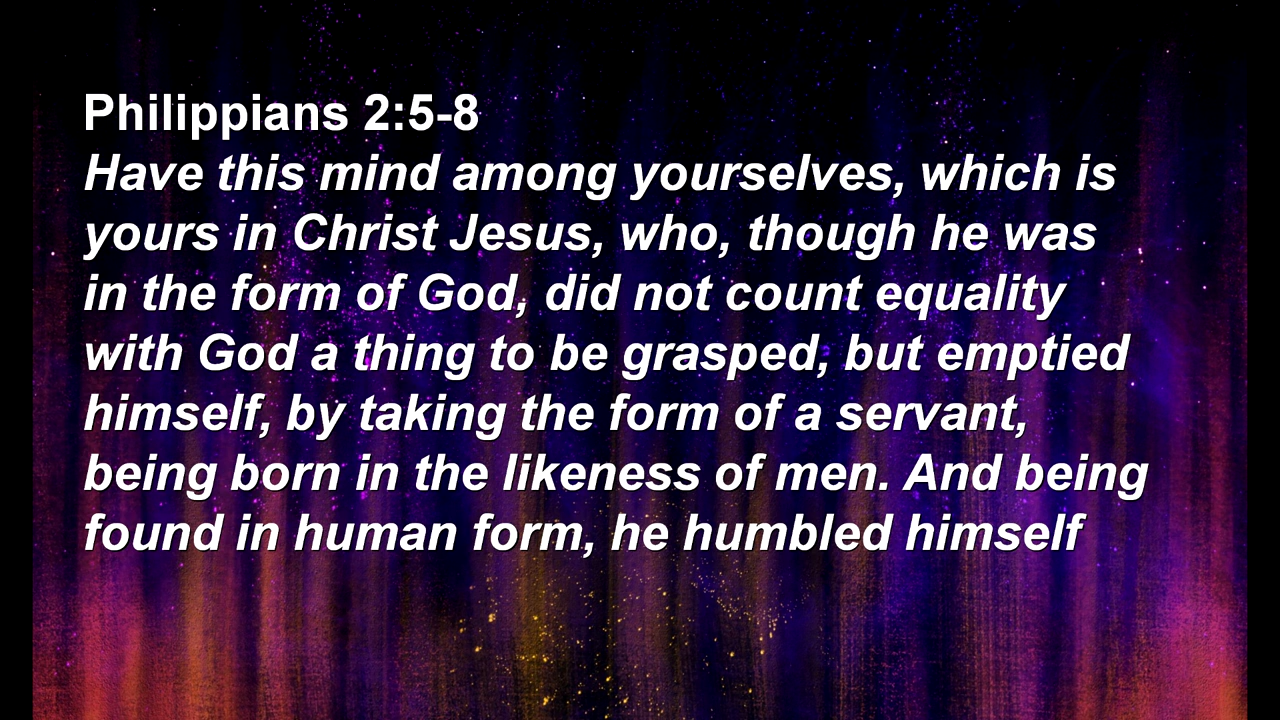 Philippians 2:5-8
Have this mind among yourselves, which is
yours in Christ Jesus, who, though he was
in the form of God, did not count equality
with God a thing to be grasped, but emptied
himself, by taking the form of a servant,
being born in the likeness of men. And being
found in human form, he humbled himself